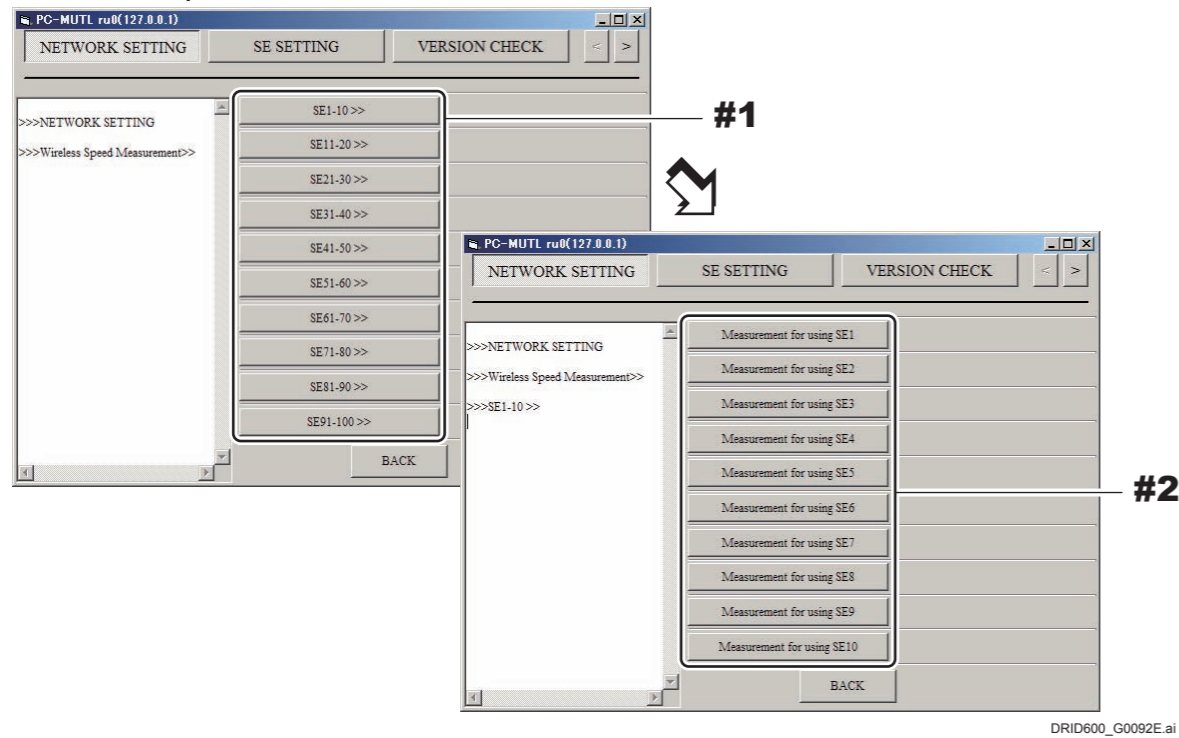 PC-MUTL ru0(127.0.0.1)
NETWORK SETTING
SE SETTING
VERSION CHECK
<
>
>>>NETWORK SETTING
>>>Wireless Speed Measurement>>
SE1-10 >>
SE11-20 >>
SE21-30 >>
SE31-40 >>
SE41-50 >>
SE51-60 >>
SE61-70 >>
SE71-80 >>
SE81-90 >>
SE91-100 >>
BACK
#1
PC-MUTL ru0(127.0.0.1)
NETWORK SETTING
SE SETTING
VERSION CHECK
<
>
>>>NETWORK SETTING
>>>Wireless Speed Measurement>>
>>>SE1-10 >>
Measurement for using SE1
Measurement for using SE2
Measurement for using SE3
Measurement for using SE4
Measurement for using SE5
Measurement for using SE6
Measurement for using SE7
Measurement for using SE8
Measurement for using SE9
Measurement for using SE10
BACK
#2
DRID600_G0092E.ai